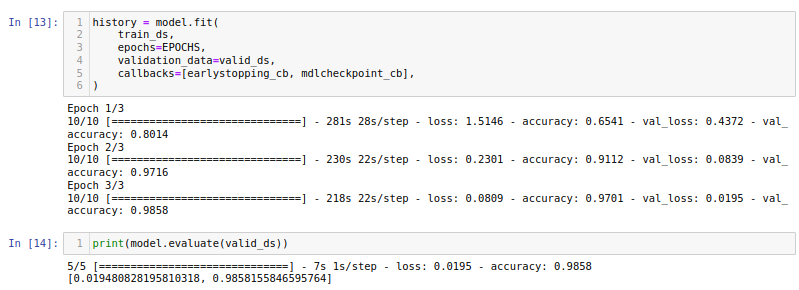 In [13]:
1 history = model.fit(
2     train_ds,
3     epochs=EPOCHS,
4     validation_data=valid_ds,
5     callbacks=[earlystopping_cb, mdlcheckpoint_cb],
6 )
Epoch 1/3
10/10 [==============================] - 281s 28s/step - loss: 1.5146 - accuracy: 0.6541 - val_loss: 0.4372 - val_
accuracy: 0.8014
Epoch 2/3
10/10 [==============================] - 230s 22s/step - loss: 0.2301 - accuracy: 0.9112 - val_loss: 0.0839 - val_
accuracy: 0.9716
Epoch 3/3
10/10 [==============================] - 218s 22s/step - loss: 0.0809 - accuracy: 0.9701 - val_loss: 0.0195 - val_
accuracy: 0.9858
In [14]:
1 print(model.evaluate(valid_ds))
5/5 [==============================] - 7s 1s/step - loss: 0.0195 - accuracy: 0.9858
[0.019480828195810318, 0.9858155846595764]